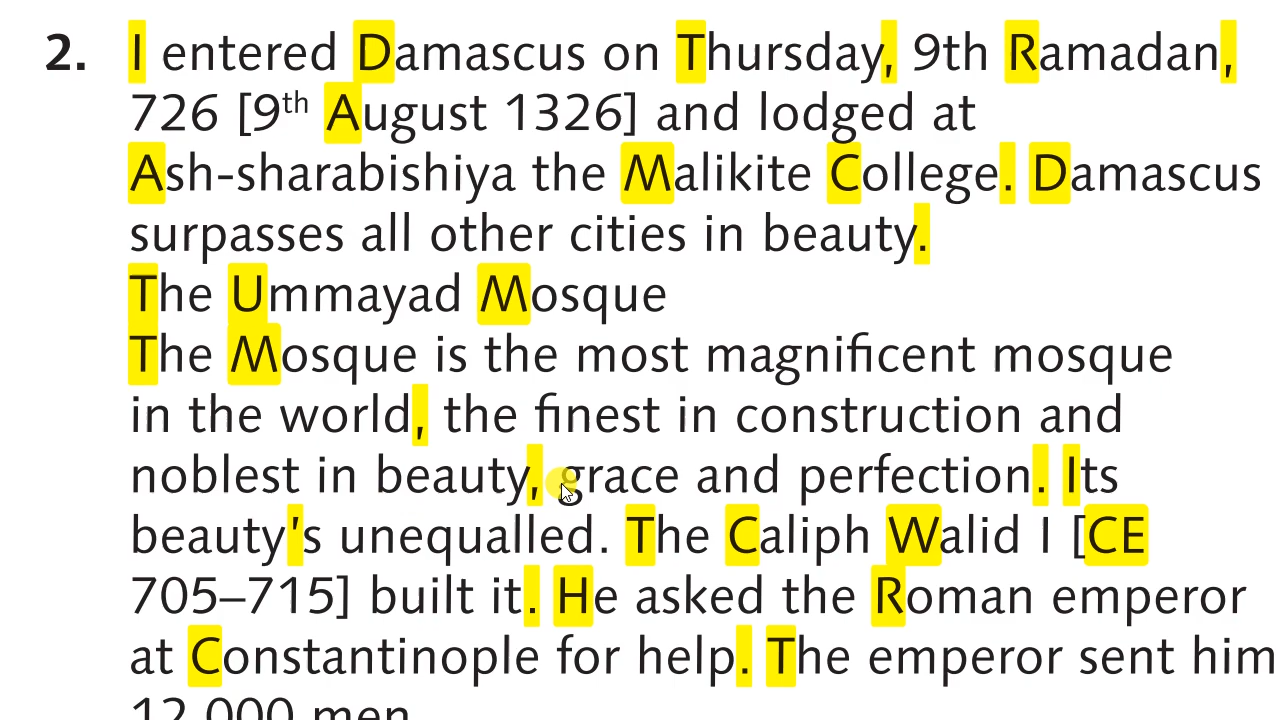 2. I entered Damascus on Thursday, 9th Ramadan,
726 [9th August 1326] and lodged at
Ash-sharabishiya the Malikite College. Damascus
surpasses all other cities in beauty.
The Ummayad Mosque
The Mosque is the most magnificent mosque
in the world, the finest in construction and
noblest in beauty, grace and perfection. Its
beauty's unequalled. The Caliph Walid I [CE
705–715] built it. He asked the Roman emperor
at Constantinople for help. The emperor sent him
12,000 men.